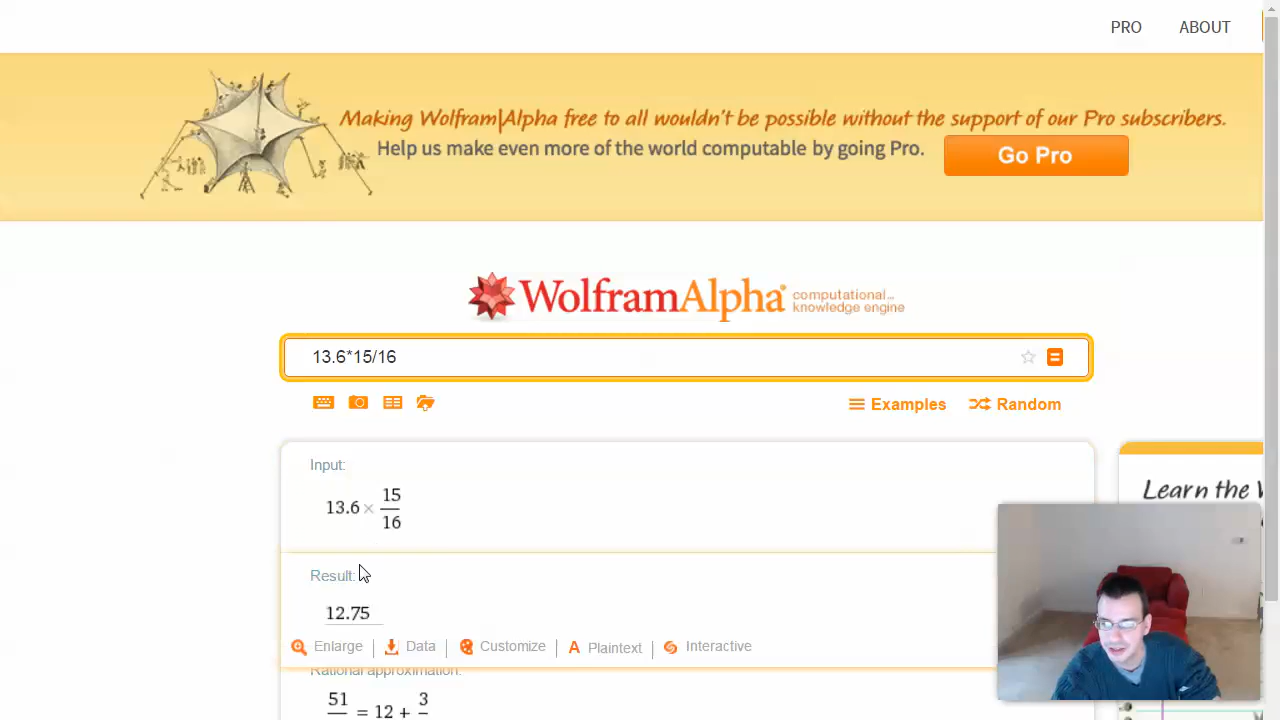 PRO ABOUT
Making Wolfram|Alpha free to all wouldn't be possible without the support of our Pro subscribers.
Help us make even more of the world computable by going Pro.
Go Pro
WolframAlpha computational...
knowledge engine
13.6*15/16
Examples Random
Input:
13.6 × 15/16
Learn the
Result:
12.75
Enlarge Data Customize A Plaintext Interactive
Rational approximation:
51
= 12 + 3